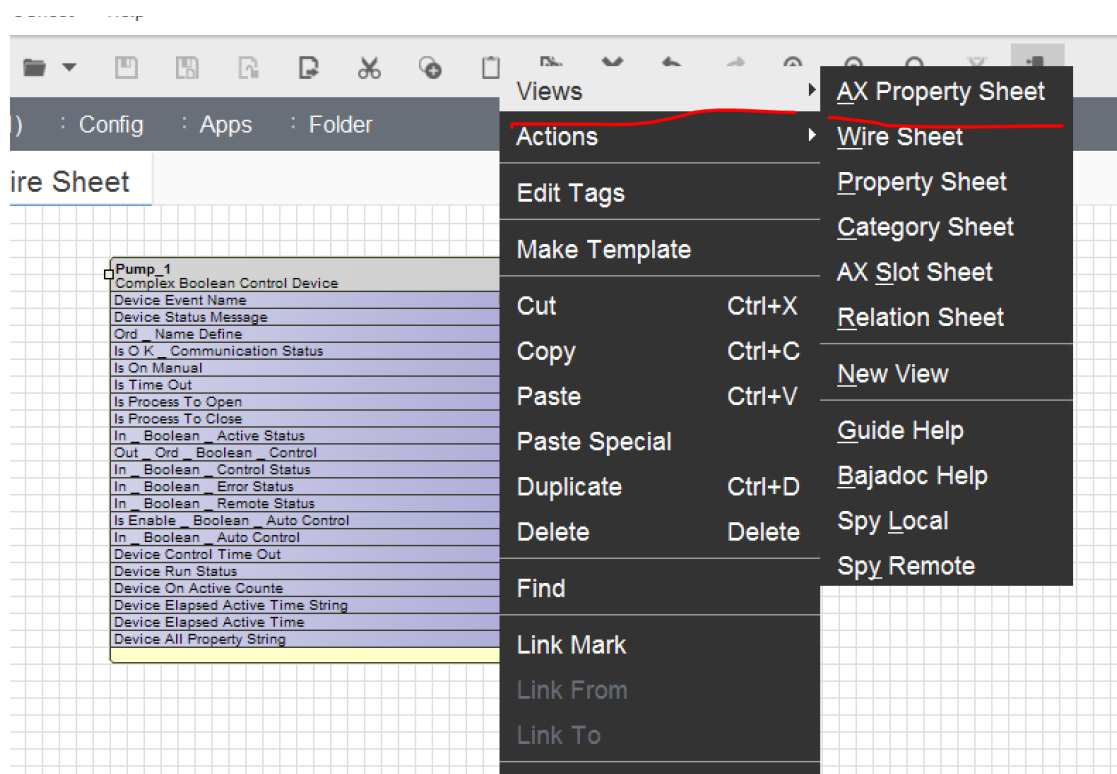 ) : Config : Apps : Folder
ire Sheet
Pump_1
Complex Boolean Control Device
Device Event Name
Device Status Message
Ord _ Name Define
Is O K _ Communication Status
Is On Manual
Is Time Out
Is Process To Open
Is Process To Close
In _ Boolean _ Active Status
Out _ Ord _ Boolean _ Control
In _ Boolean _ Control Status
In _ Boolean _ Error Status
In _ Boolean _ Remote Status
Is Enable _ Boolean _ Auto Control
In _ Boolean _ Auto Control
Device Control Time Out
Device Run Status
Device On Active Counte
Device Elapsed Active Time String
Device Elapsed Active Time
Device All Property String
Views
Actions
Edit Tags
Make Template
Cut Ctrl+X
Copy Ctrl+C
Paste Ctrl+V
Paste Special
Duplicate Ctrl+D
Delete Delete
Find
Link Mark
Link From
Link To
AX Property Sheet
Wire Sheet
Property Sheet
Category Sheet
AX Slot Sheet
Relation Sheet
New View
Guide Help
Bajadoc Help
Spy Local
Spy Remote